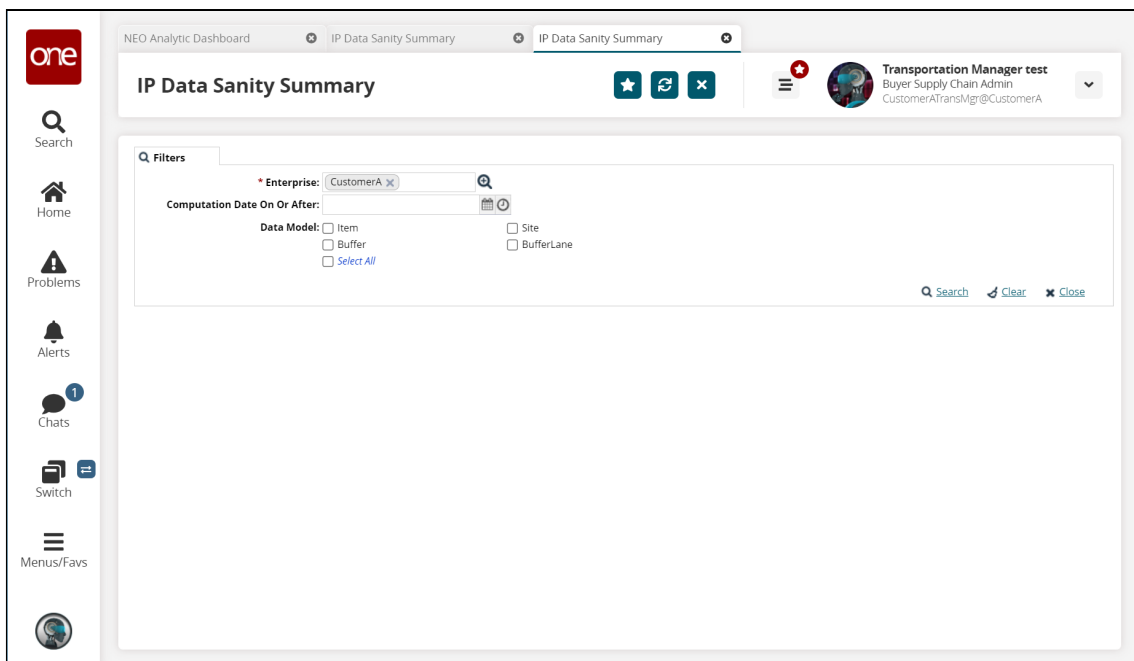 one
Search
Home
Problems
Alerts
1
Chats
Switch
Menus/Favs
NEO Analytic Dashboard
IP Data Sanity Summary
IP Data Sanity Summary
IP Data Sanity Summary
Transportation Manager test
Buyer Supply Chain Admin
CustomerATransMgr@CustomerA
Filters
* Enterprise: CustomerA
Computation Date On Or After:
Data Model: Item Site
Buffer BufferLane
Select All
Search Clear Close